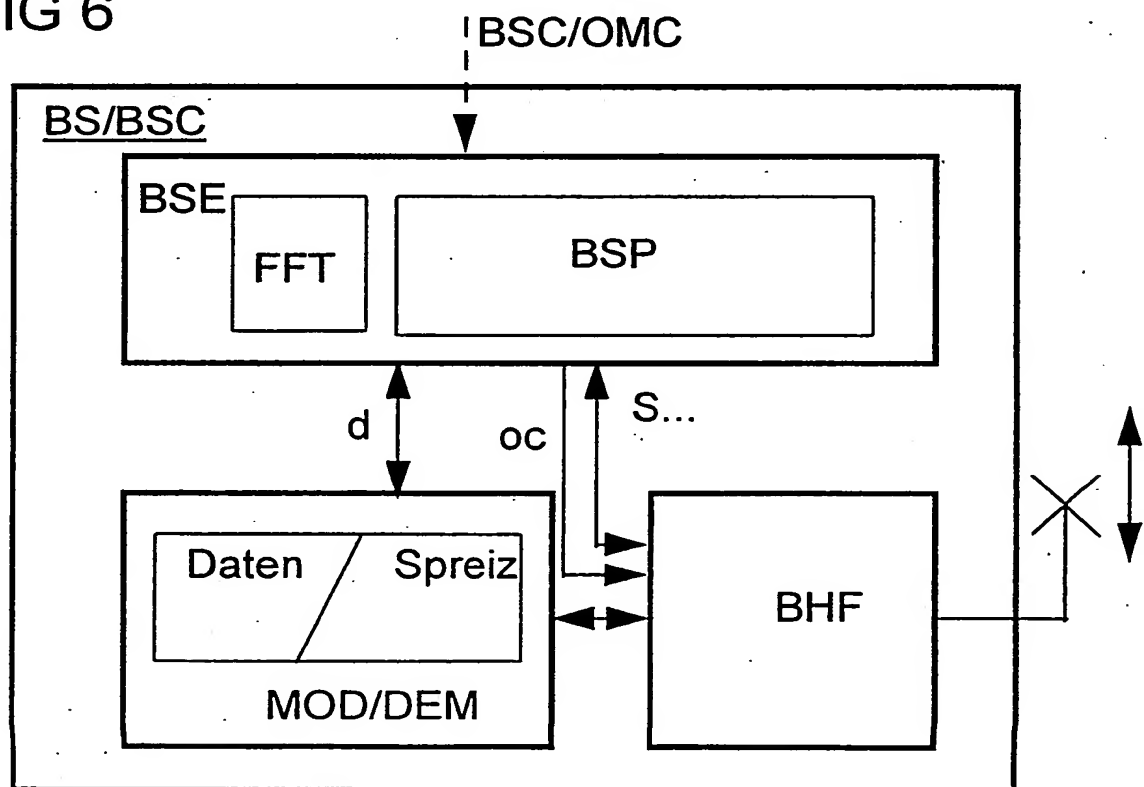 IG 6
BSC/OMC
BS/BSC
BSE
FFT
BSP
d
oc
S...
Daten
Spreiz
BHF
MOD/DEM